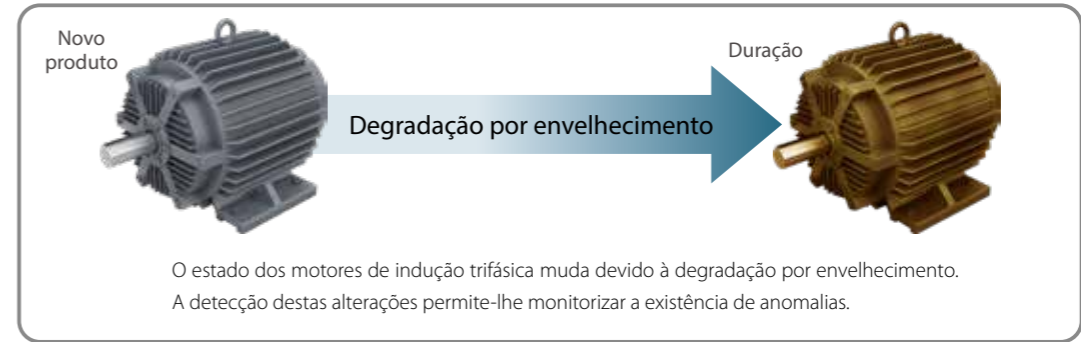 Novo
produto
Duração
Degradação por envelhecimento
O estado dos motores de indução trifásica muda devido à degradação por envelhecimento.
A detecção destas alterações permite-lhe monitorizar a existência de anomalias.